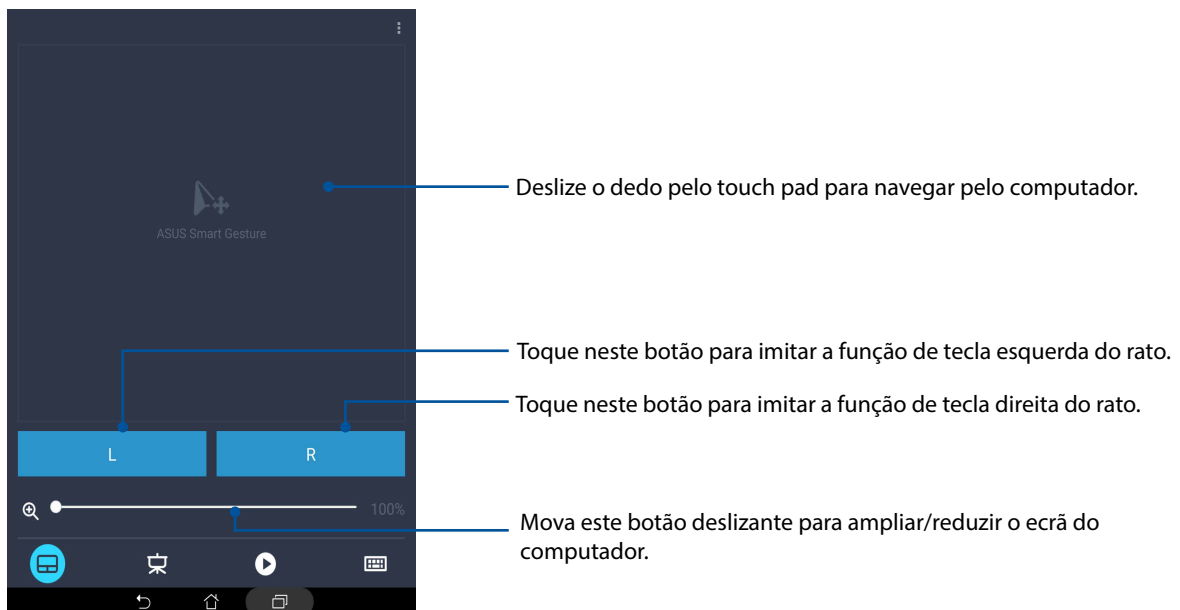 Deslize o dedo pelo touch pad para navegar pelo computador.
ASUS Smart Gesture
Toque neste botão para imitar a função de tecla esquerda do rato.
Toque neste botão para imitar a função de tecla direita do rato.
L R
100%
Mova este botão deslizante para ampliar/reduzir o ecrã do
computador.